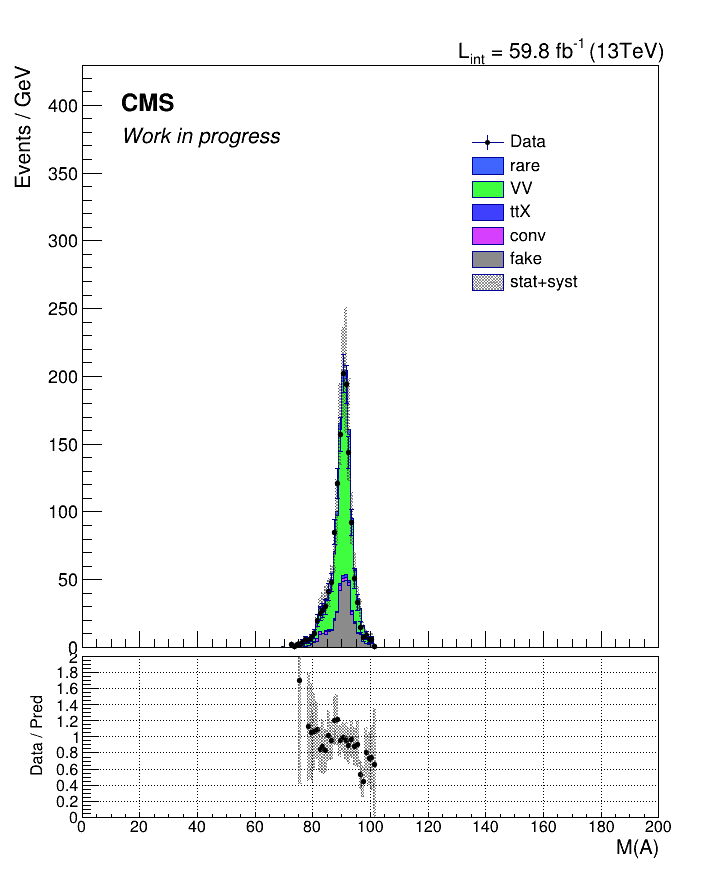 L_int = 59.8 fb^-1 (13TeV)
Events / GeV
CMS
Work in progress
Data
rare
VV
ttX
conv
fake
stat+syst
400
350
300
250
200
150
100
50
0
Data / Pred
2
1.8
1.6
1.4
1.2
1
0.8
0.6
0.4
0.2
0
0 20 40 60 80 100 120 140 160 180 200
M(A)